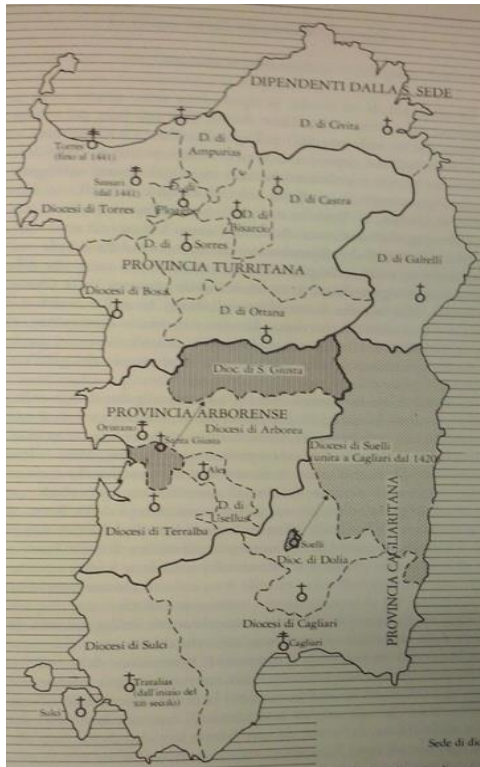 DIPENDENTI DALLA S. SEDE
D. di Civita
D. di
Ampurias
Torres
(fino al 1441)
Sassari
(dal 1441)
D. di
Ploaghe
D. di Castra
Diocesi di Torres
D. di
Bisarcio
D. di
Sorres
PROVINCIA TURRITANA
D. di Galtelli
Diocesi di Bosa
D. di Ottana
Dioc. di S. Giusta
PROVINCIA ARBORENSE
Diocesi di Arborea
Oristano
Santa Giusta
Diocesi di Suelli
(unita a Cagliari dal 1420)
Ales
D. di
Usellus
Diocesi di Terralba
Suelli
Dioc. di Dolia
PROVINCIA CAGLIARITANA
Diocesi di Cagliari
Cagliari
Diocesi di Sulci
Tratalias
(dall'inizio del
XIII secolo)
Sulci
Sede di dio